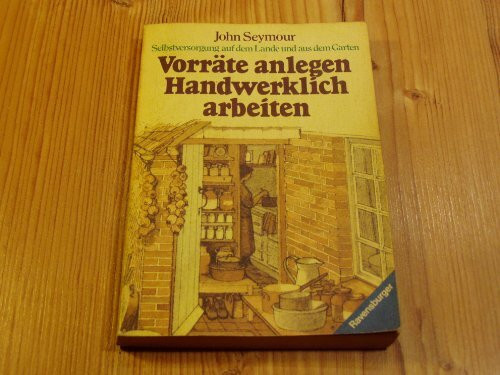 John Seymour
Selbstversorgung auf dem Lande und aus dem Garten
Vorräte anlegen
Handwerklich
arbeiten
Ravensburger